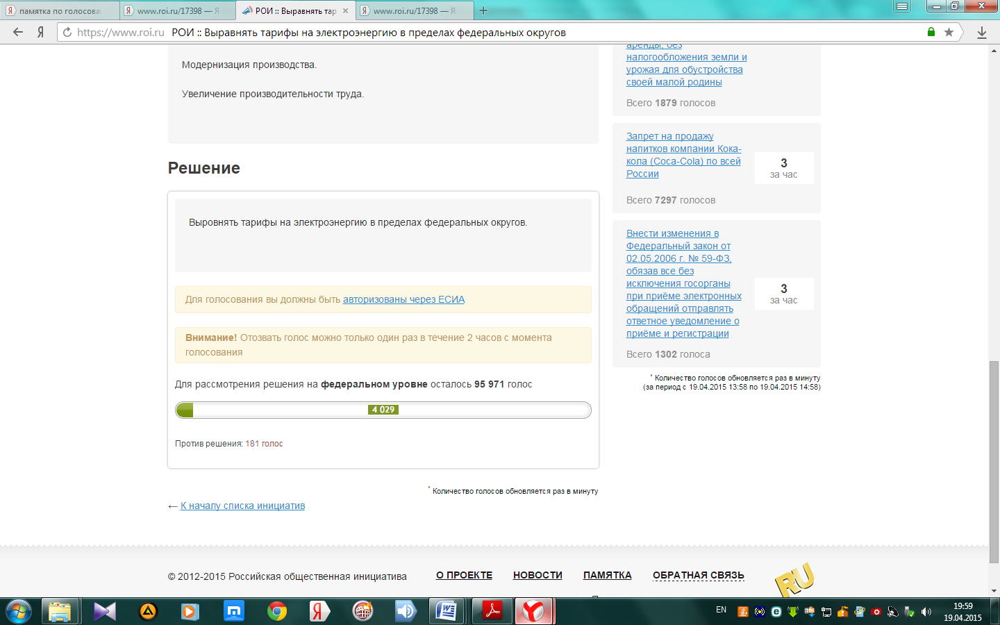 памятка по голосован
www.roi.ru/17398 — Я
РОИ :: Выравнять тар
www.roi.ru/17398 — Я
https://www.roi.ru РОИ :: Выравнять тарифы на электроэнергию в пределах федеральных округов
Модернизация производства.
Увеличение производительности труда.
Решение
Выровнять тарифы на электроэнергию в пределах федеральных округов.
Для голосования вы должны быть авторизованы через ЕСИА
Внимание! Отозвать голос можно только один раз в течение 2 часов с момента
голосования
Для рассмотрения решения на федеральном уровне осталось 95 971 голос
4 029
Против решения: 181 голос
* Количество голосов обновляется раз в минуту
← К началу списка инициатив
аренды, без
налогообложения земли и
урожая для обустройства
своей малой родины
Всего 1879 голосов
Запрет на продажу
напитков компании Кока-
кола (Coca-Cola) по всей
России
3
за час
Всего 7297 голосов
Внести изменения в
Федеральный закон от
02.05.2006 г. № 59-ФЗ,
обязав все без
исключения госорганы
при приёме электронных
обращений отправлять
ответное уведомление о
приёме и регистрации
3
за час
Всего 1302 голоса
* Количество голосов обновляется раз в минуту
(за период с 19.04.2015 13:58 по 19.04.2015 14:58)
© 2012-2015 Российская общественная инициатива
О ПРОЕКТЕ
НОВОСТИ
ПАМЯТКА
ОБРАТНАЯ СВЯЗЬ
RU
EN
19:59
19.04.2015